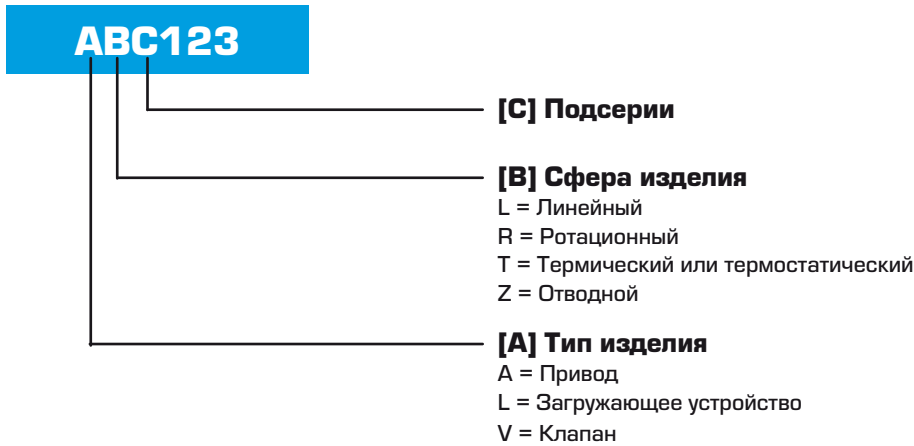 ABC123
[C] Подсерии
[B] Сфера изделия
L = Линейный
R = Ротационный
T = Термический или термостатический
Z = Отводной
[A] Тип изделия
A = Привод
L = Загружающее устройство
V = Клапан